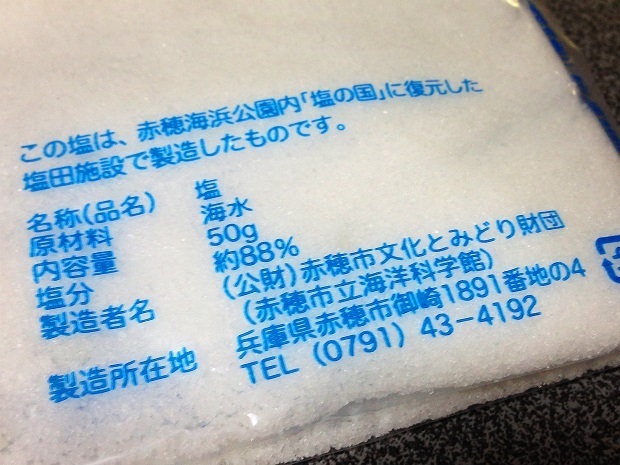 この塩は、赤穂海浜公園内「塩の国」に復元した
塩田施設で製造したものです。
名称(品名) 塩
原材料 海水
内容量 50g
塩分 約88%
製造者名 (公財)赤穂市文化とみどり財団
(赤穂市立海洋科学館)
製造所在地 兵庫県赤穂市御崎1891番地の4
TEL (0791) 43-4192